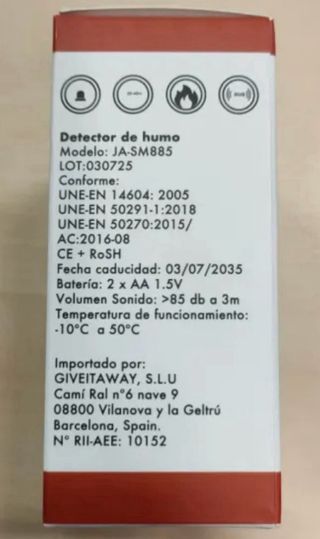 Detector de humo
Modelo: JA-SM885
LOT:030725
Conforme:
UNE-EN 14604: 2005
UNE-EN 50291-1:2018
UNE-EN 50270:2015/
AC:2016-08
CE + RoSH
Fecha caducidad: 03/07/2035
Batería: 2 x AA 1.5V
Volumen Sonido: >85 db a 3m
Temperatura de funcionamiento:
-10ºC a 50ºC
Importado por:
GIVEITAWAY, S.L.U
Camí Ral nº6 nave 9
08800 Vilanova y la Geltrú
Barcelona, Spain.
Nº RII-AEE: 10152